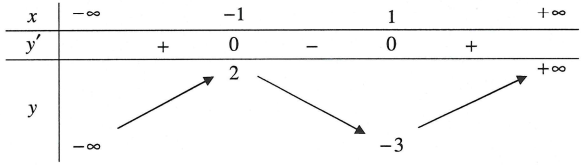 x −∞ −1 1 +∞
y′ + 0 − 0 +
2 +∞
y
−∞ −3